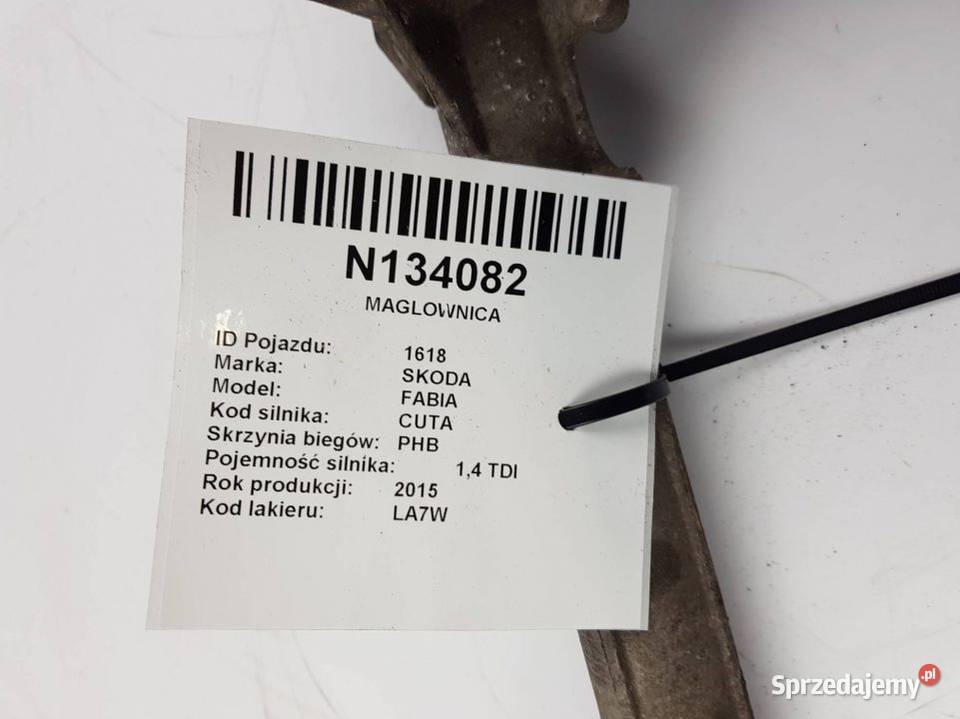 N134082
MAGLOWNICA
ID Pojazdu: 1618
Marka: SKODA
Model: FABIA
Kod silnika: CUTA
Skrzynia biegów: PHB
Pojemność silnika: 1,4 TDI
Rok produkcji: 2015
Kod lakieru: LA7W
Sprzedajemy.pl